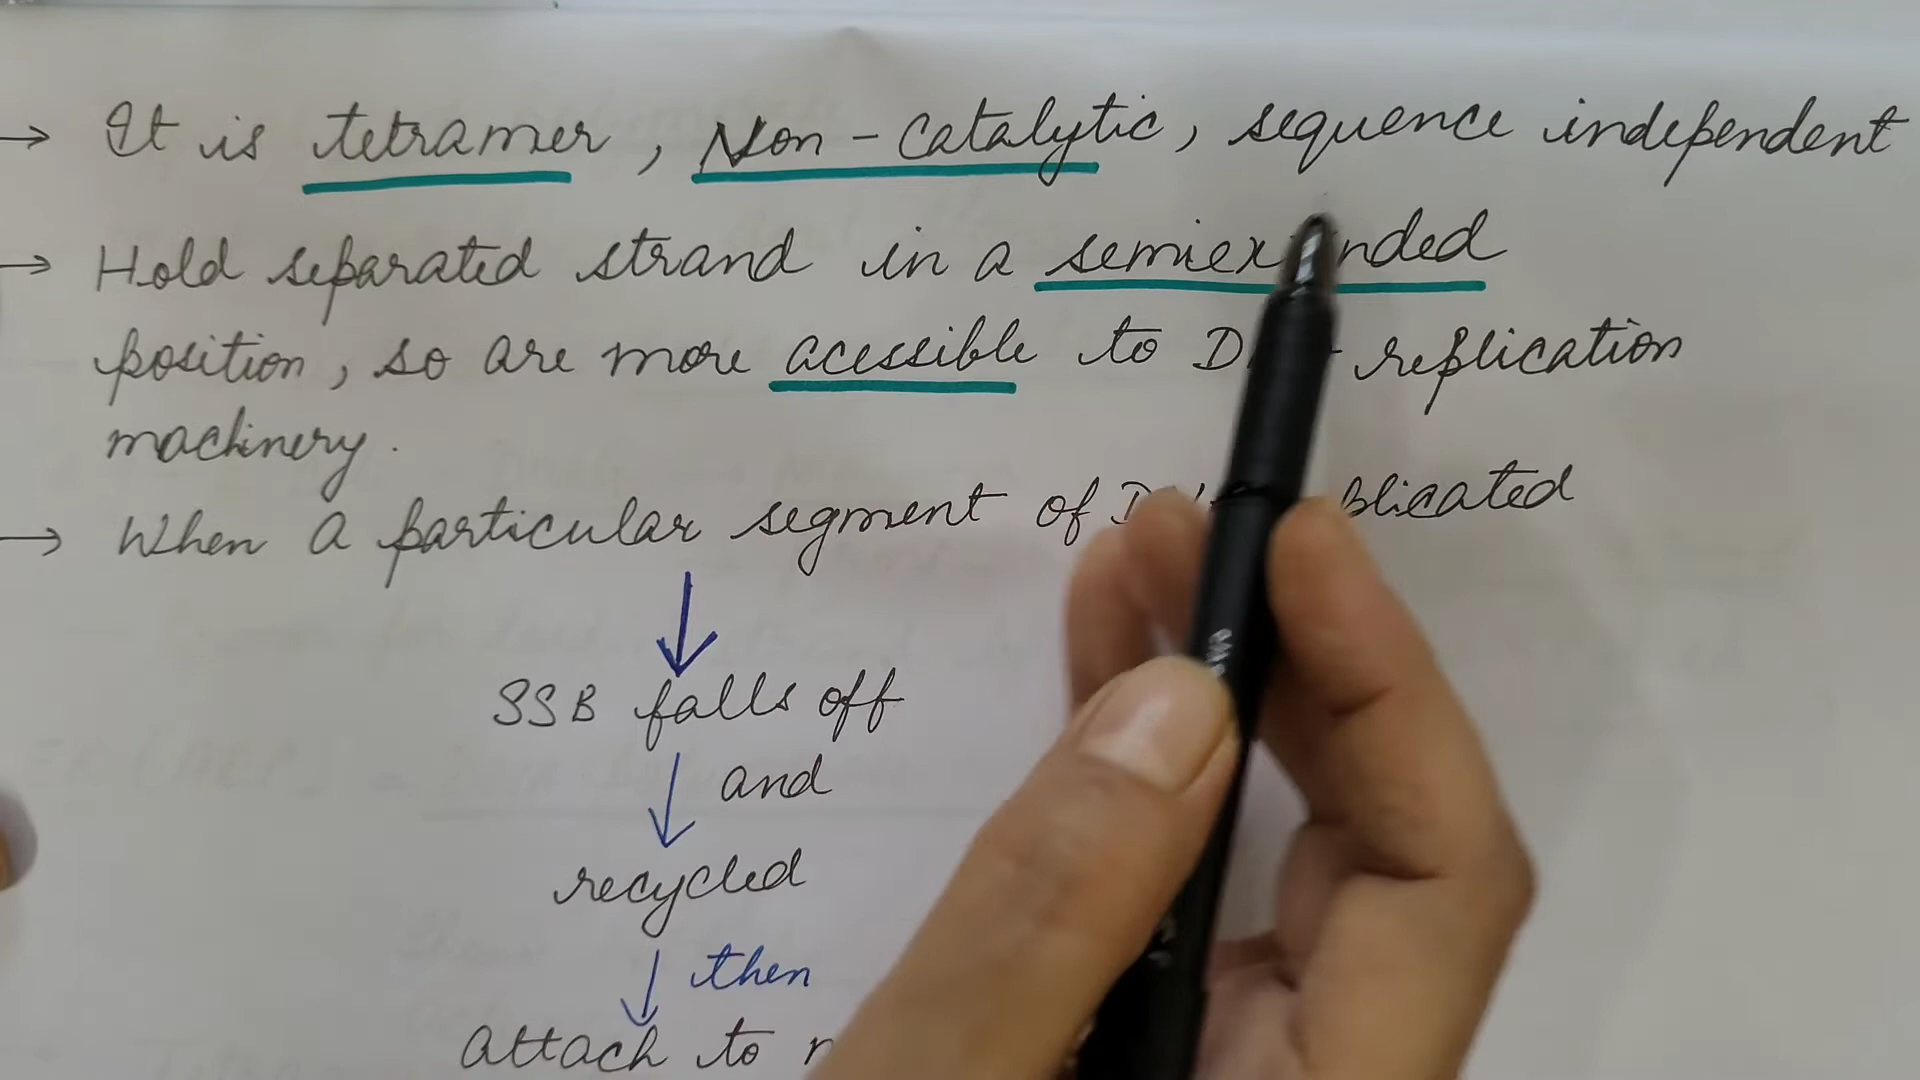 → It is tetramer, Non-catalytic, sequence independent
→ Hold separated strand in a
position, so are more acessible to replication
machinery.
→ When a particular segment of
SSB falls off
and
recycled
then
attach to